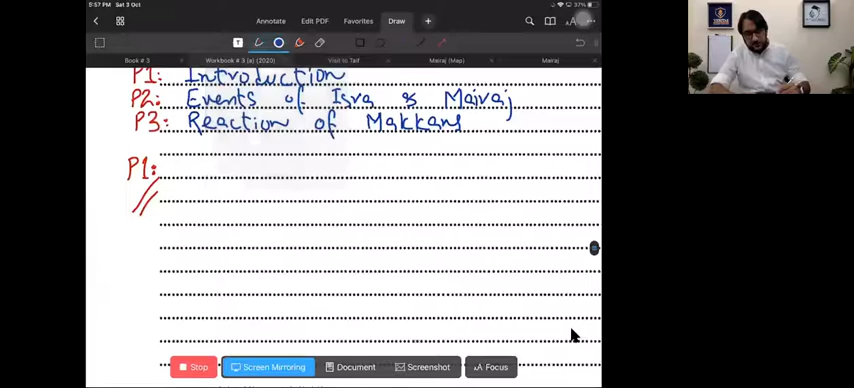 5:57 PM Sat 3 Oct
37%
Annotate Edit PDF Favorites Draw +
T
Book # 3 Workbook # 3 (a) (2020) Visit to Taif Mairaj (Map) Mairaj
P1: Introduction
P2: Events of Isra & Mairaj
P3: Reaction of Makkans
P1:
Stop Screen Mirroring Document Screenshot Focus